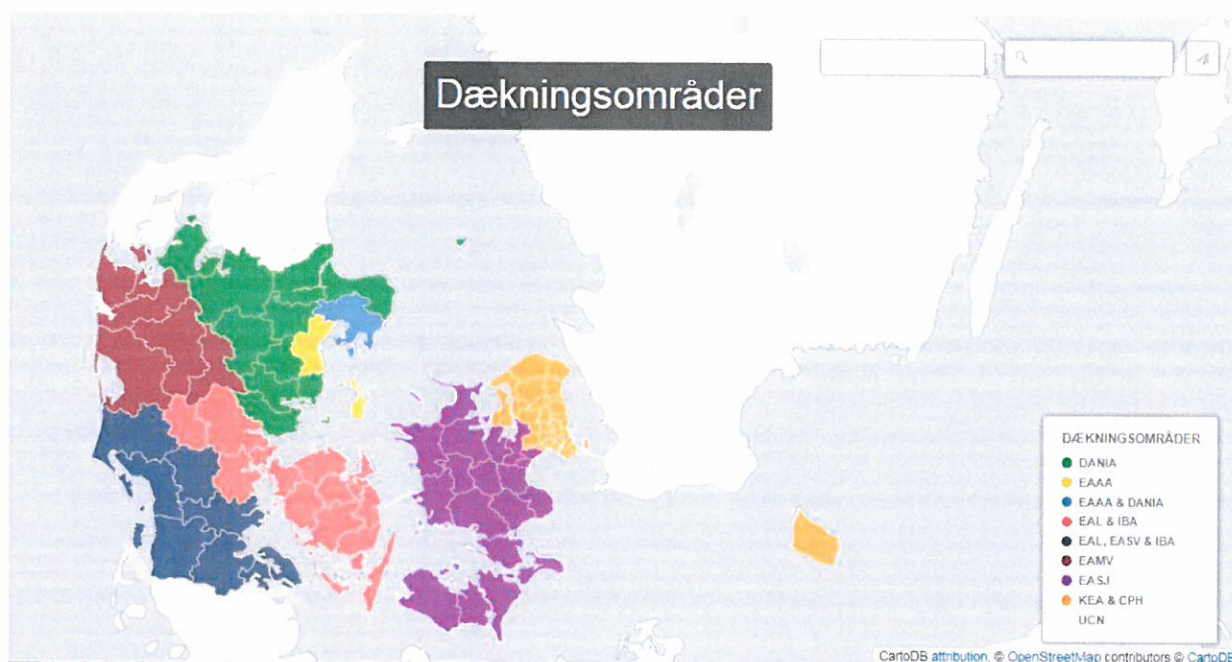 Dækningsområder
DÆKNINGSOMRÅDER
DANIA
EAAA
EAAA & DANIA
EAL & IBA
EAL, EASV & IBA
EAMV
EASJ
KEA & CPH
UCN
CartoDB attribution, © OpenStreetMap contributors © CartoDB